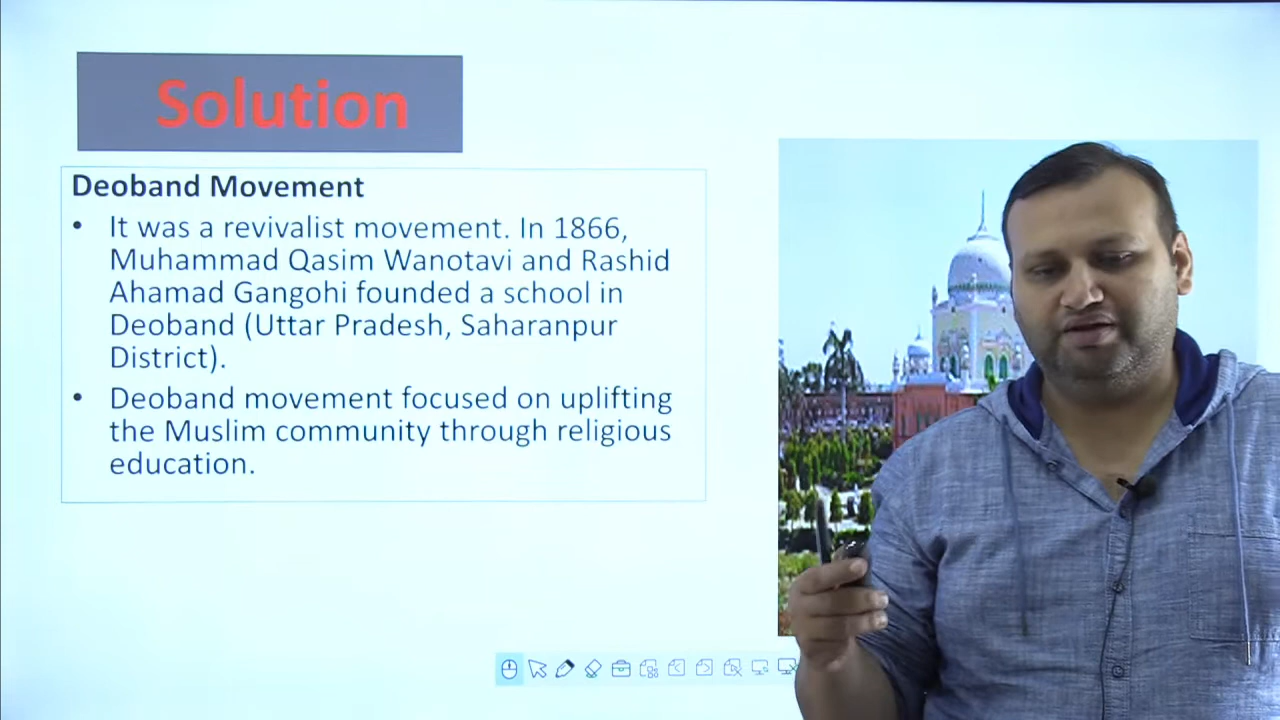 Solution
Deoband Movement
• It was a revivalist movement. In 1866,
Muhammad Qasim Wanotavi and Rashid
Ahamad Gangohi founded a school in
Deoband (Uttar Pradesh, Saharanpur
District).
• Deoband movement focused on uplifting
the Muslim community through religious
education.